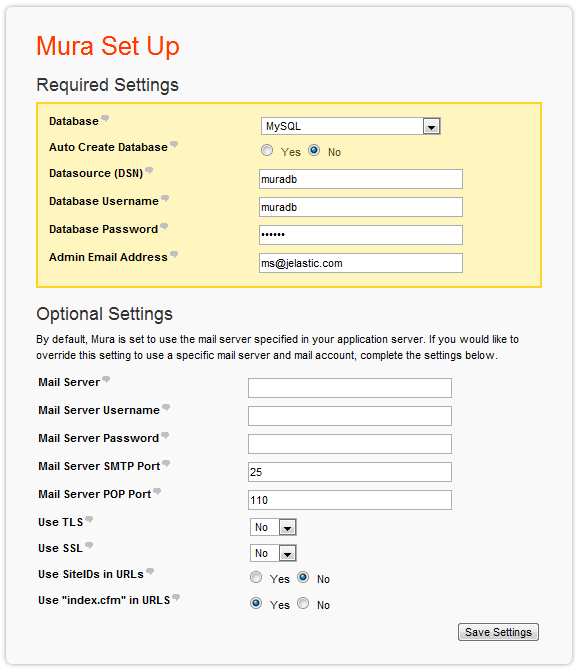 Mura Set Up
Required Settings
Database
MySQL
Auto Create Database
Yes No
Datasource (DSN)
muradb
Database Username
muradb
Database Password
••••••
Admin Email Address
ms@jelastic.com
Optional Settings
By default, Mura is set to use the mail server specified in your application server. If you would like to
override this setting to use a specific mail server and mail account, complete the settings below.
Mail Server
Mail Server Username
Mail Server Password
Mail Server SMTP Port
25
Mail Server POP Port
110
Use TLS
No
Use SSL
No
Use SiteIDs in URLs
Yes No
Use "index.cfm" in URLS
Yes No
Save Settings